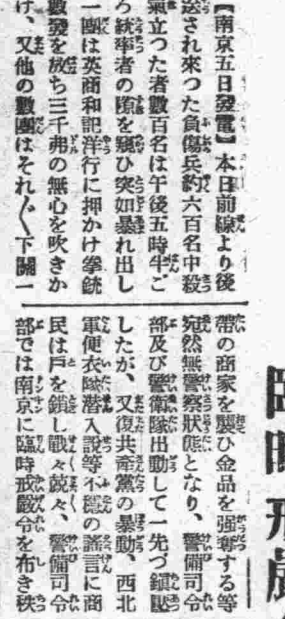 【南京五日發電】本日前線より後
送され來つた負傷兵約六百名中殺
氣立つた者數百名は午後五時半ご
ろ統率者の隙を窺ひ突如暴れ出し
一團は英商和記洋行に押かけ拳銃
數發を放ち三千弗の無心を吹きか
け、又他の數團はそれ〲下關一
帶の商家を襲ひ金品を强奪する等
宛然無警察狀態となり、警備司令
部及び警衛隊出動して一先づ鎭壓
したが、又復共産黨の暴動、西北
軍便衣隊潜入說等不穩の謠言に商
民は戶を鎖し戰々兢々、警備司令
部では南京に臨時戒嚴令を布き秩
臨時戒嚴